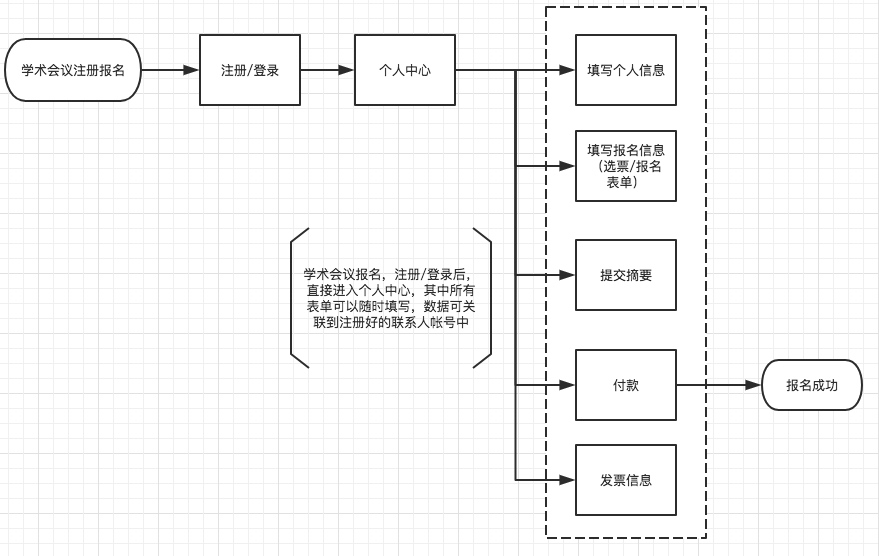 学术会议注册报名
注册/登录
个人中心
填写个人信息
填写报名信息
（选票/报名
表单）
学术会议报名，注册/登录后，
直接进入个人中心，其中所有
表单可以随时填写，数据可关
联到注册好的联系人帐号中
提交摘要
付款
报名成功
发票信息